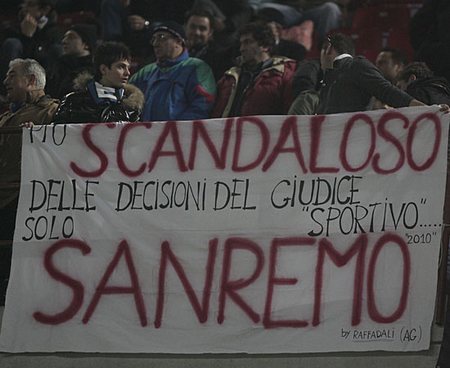 PIÙ SCANDALOSO
DELLE DECISIONI DEL GIUDICE
SOLO "SPORTIVO".....
SANREMO "2010"
by RAFFADALI (AG)